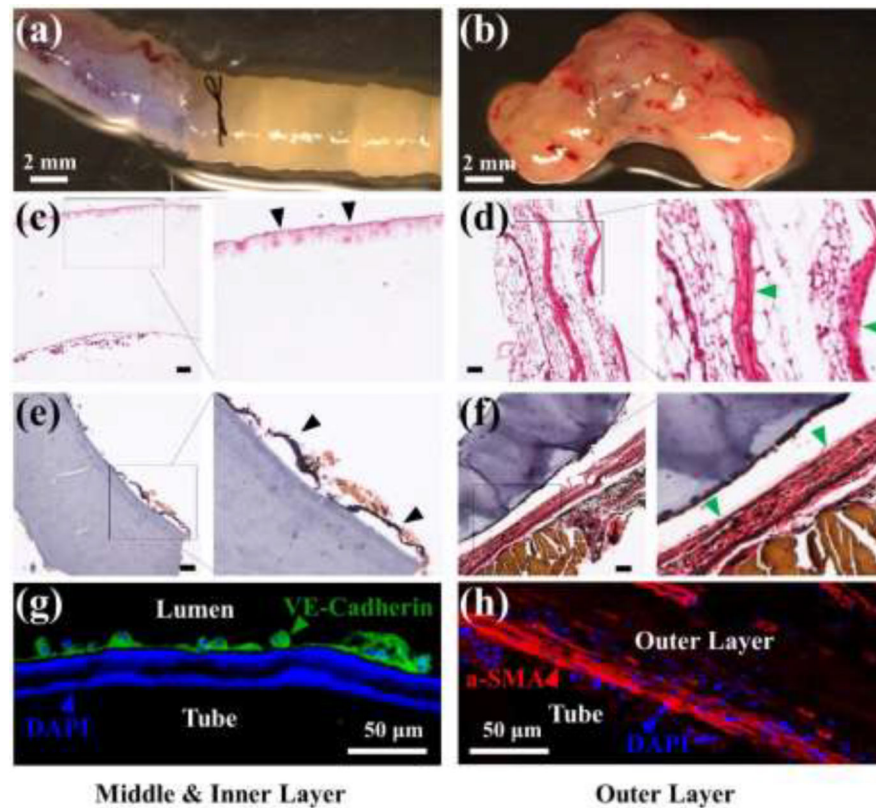 (a)
2 mm
(b)
2 mm
(c)
(d)
(e)
(f)
(g)
Lumen
VE-Cadherin
DAPI
Tube
50 μm
(h)
Outer Layer
a-SMA
Tube
DAPI
50 μm
Middle & Inner Layer
Outer Layer